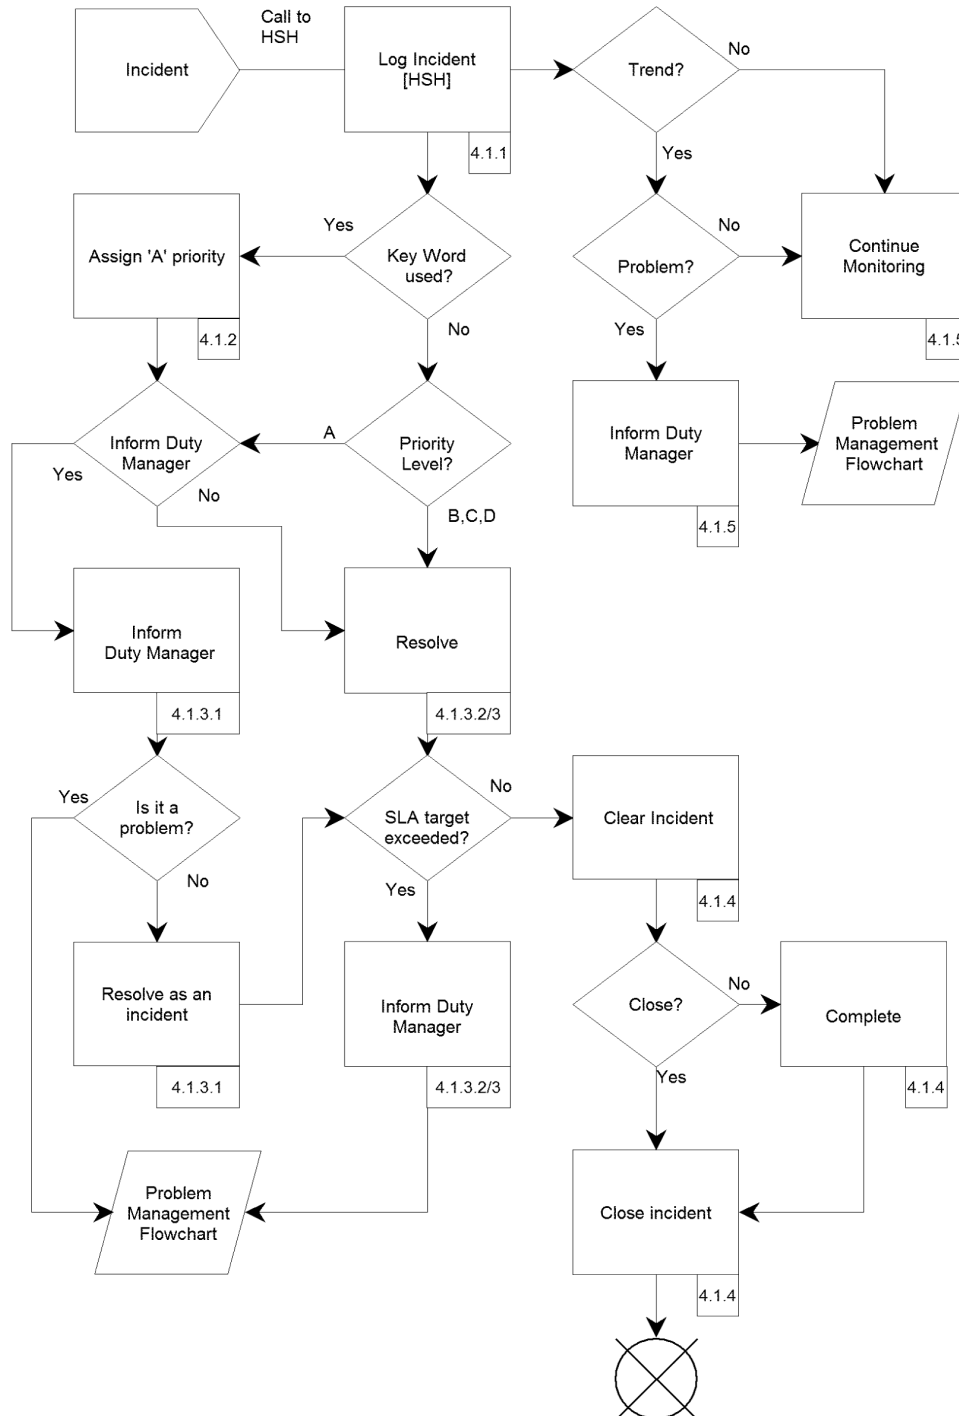 Call to
HSH
Incident
Log Incident
[HSH]
4.1.1
Trend?
No
Yes
Yes
Key Word
used?
No
Assign 'A' priority
4.1.2
Problem?
No
Yes
Continue
Monitoring
4.1.5
Inform Duty
Manager
Yes
No
A
Priority
Level?
B,C,D
Inform Duty
Manager
4.1.5
Problem
Management
Flowchart
Inform
Duty Manager
4.1.3.1
Resolve
4.1.3.2/3
Yes
Is it a
problem?
No
SLA target
exceeded?
No
Yes
Clear Incident
4.1.4
Resolve as an
incident
4.1.3.1
Inform Duty
Manager
4.1.3.2/3
Close?
No
Yes
Complete
4.1.4
Problem
Management
Flowchart
Close incident
4.1.4